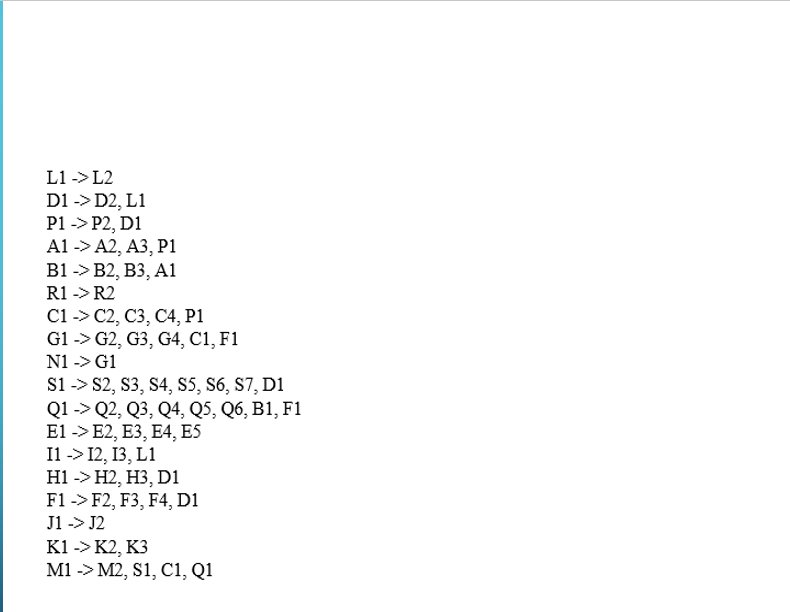 L1 -> L2
D1 -> D2, L1
P1 -> P2, D1
A1 -> A2, A3, P1
B1 -> B2, B3, A1
R1 -> R2
C1 -> C2, C3, C4, P1
G1 -> G2, G3, G4, C1, F1
N1 -> G1
S1 -> S2, S3, S4, S5, S6, S7, D1
Q1 -> Q2, Q3, Q4, Q5, Q6, B1, F1
E1 -> E2, E3, E4, E5
I1 -> I2, I3, L1
H1 -> H2, H3, D1
F1 -> F2, F3, F4, D1
J1 -> J2
K1 -> K2, K3
M1 -> M2, S1, C1, Q1